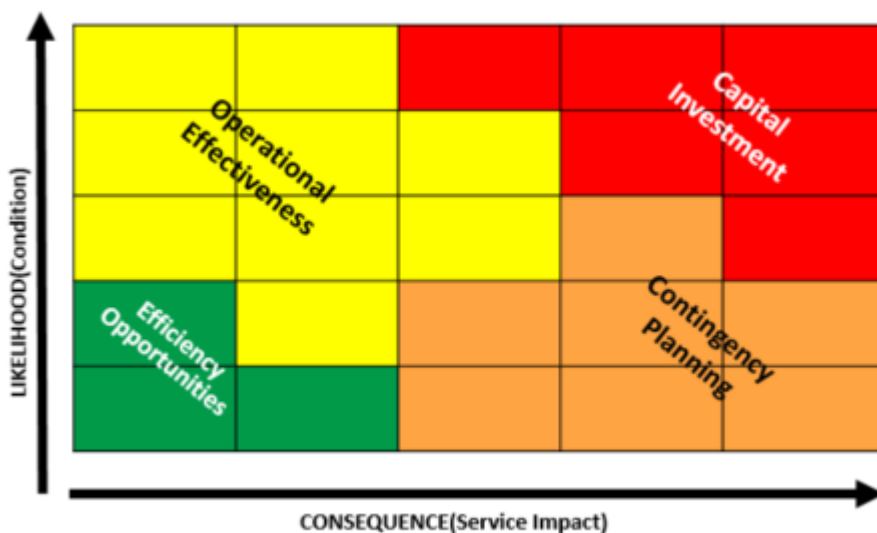 Operational
Effectiveness
Capital
Investment
Efficiency
Opportunities
Contingency
Planning
LIKELIHOOD(Condition)
CONSEQUENCE(Service Impact)